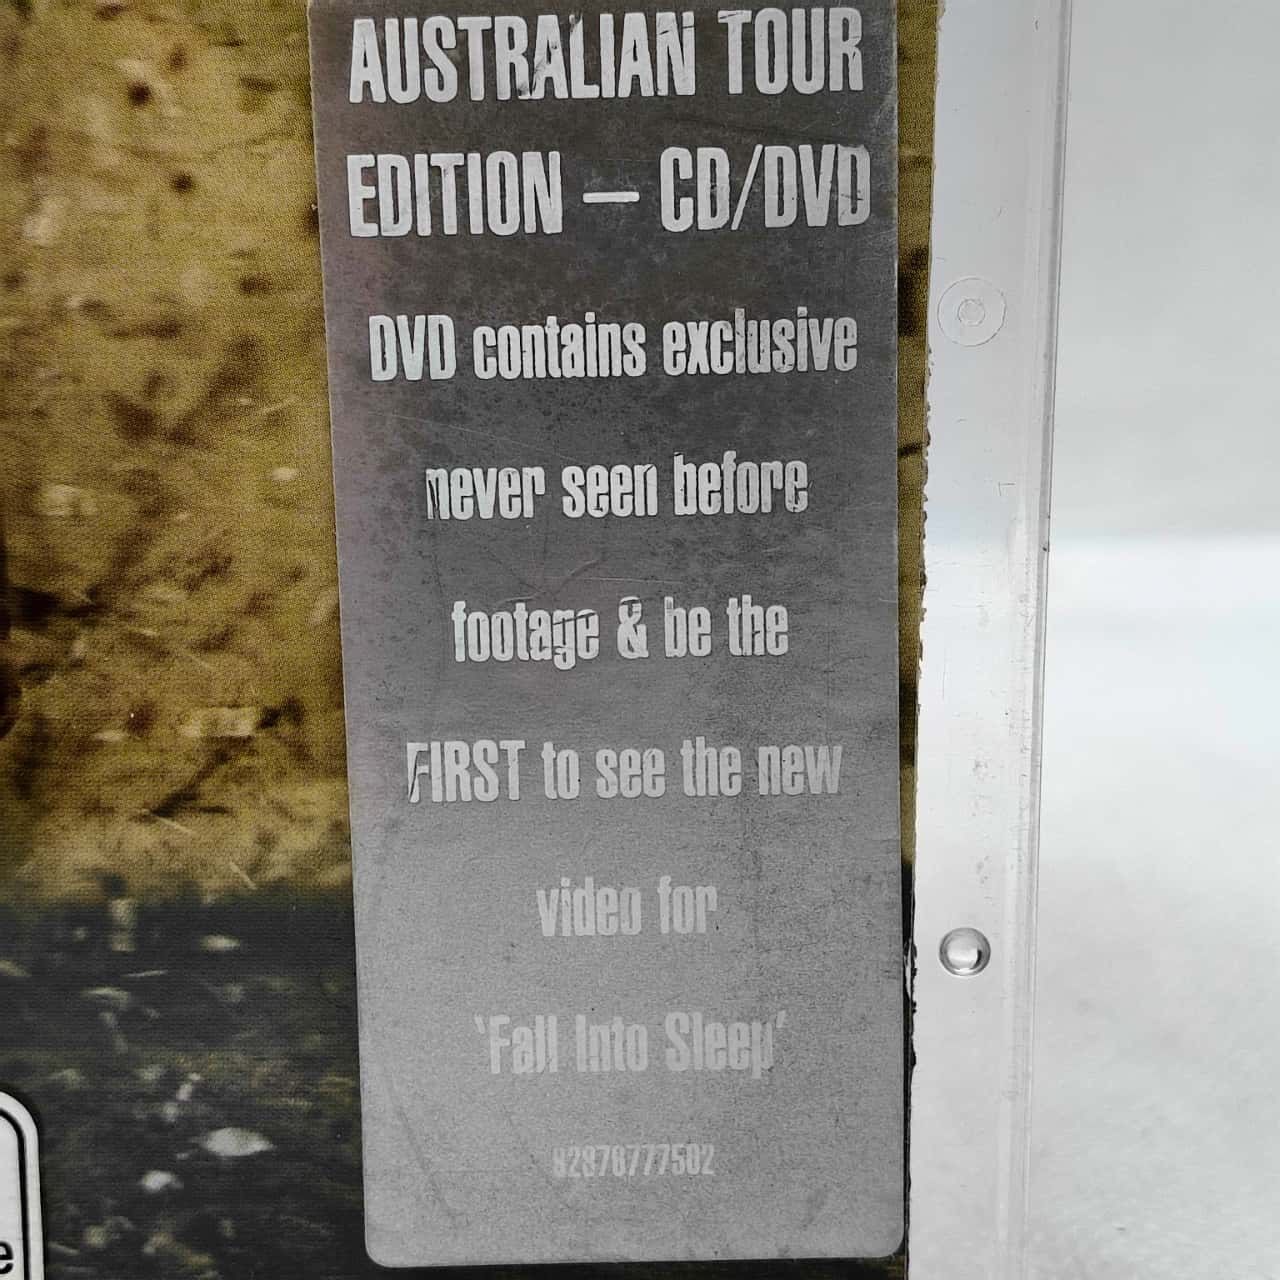 AUSTRALIAN TOUR
EDITION – CD/DVD
DVD contains exclusive
never seen before
footage & be the
FIRST to see the new
video for
'Fall Into Sleep'
82876777502
e